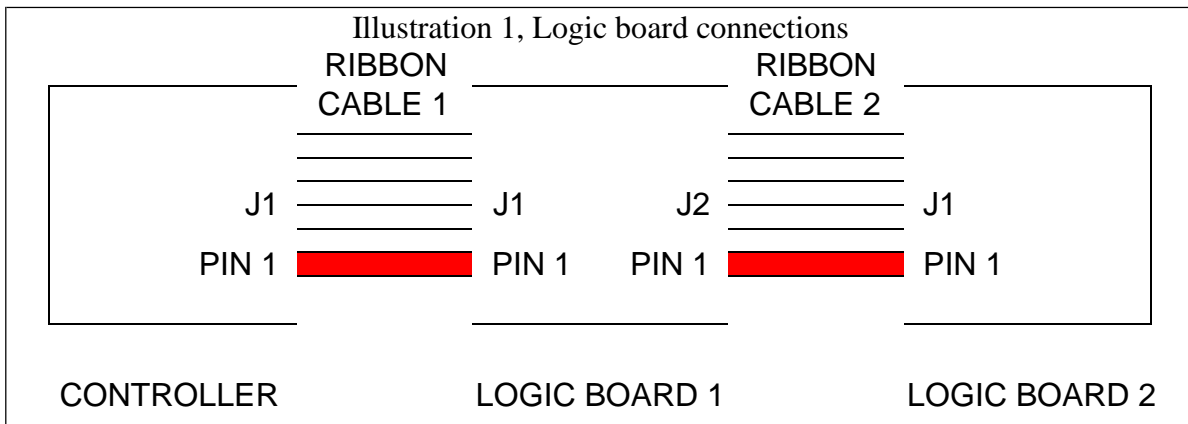 Illustration 1, Logic board connections
RIBBON RIBBON
CABLE 1 CABLE 2
J1 J1 J2 J1
PIN 1 PIN 1 PIN 1 PIN 1
CONTROLLER LOGIC BOARD 1 LOGIC BOARD 2